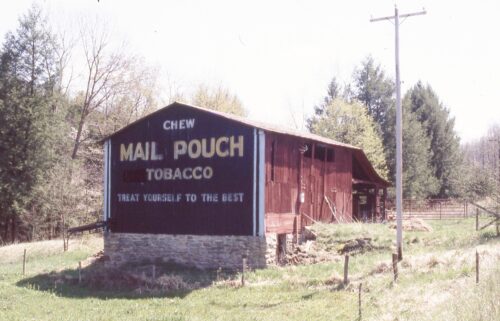 CHEW
MAIL POUCH
TOBACCO
TREAT YOURSELF TO THE BEST